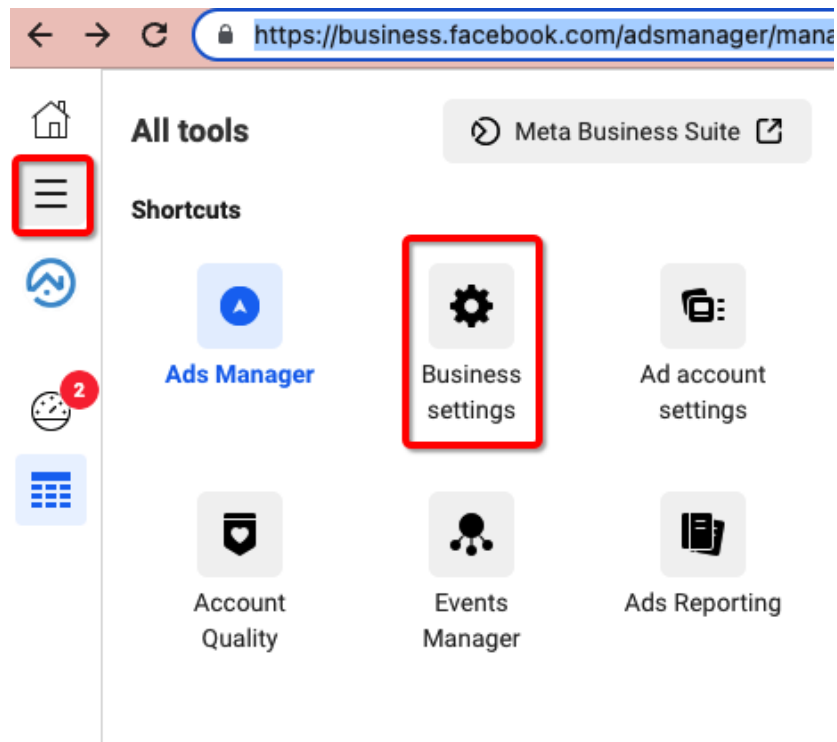 https://business.facebook.com/adsmanager/mana
All tools
Meta Business Suite
Shortcuts
Ads Manager
Business
settings
Ad account
settings
2
Account
Quality
Events
Manager
Ads Reporting